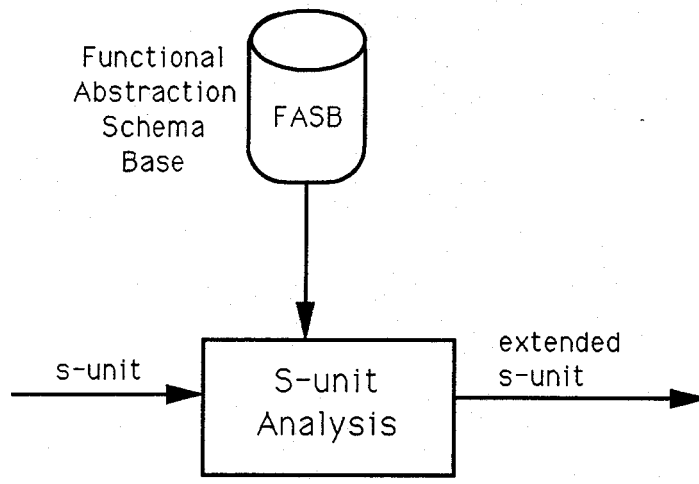 Functional
Abstraction
Schema
Base
FASB
s-unit
S-unit
Analysis
extended
s-unit